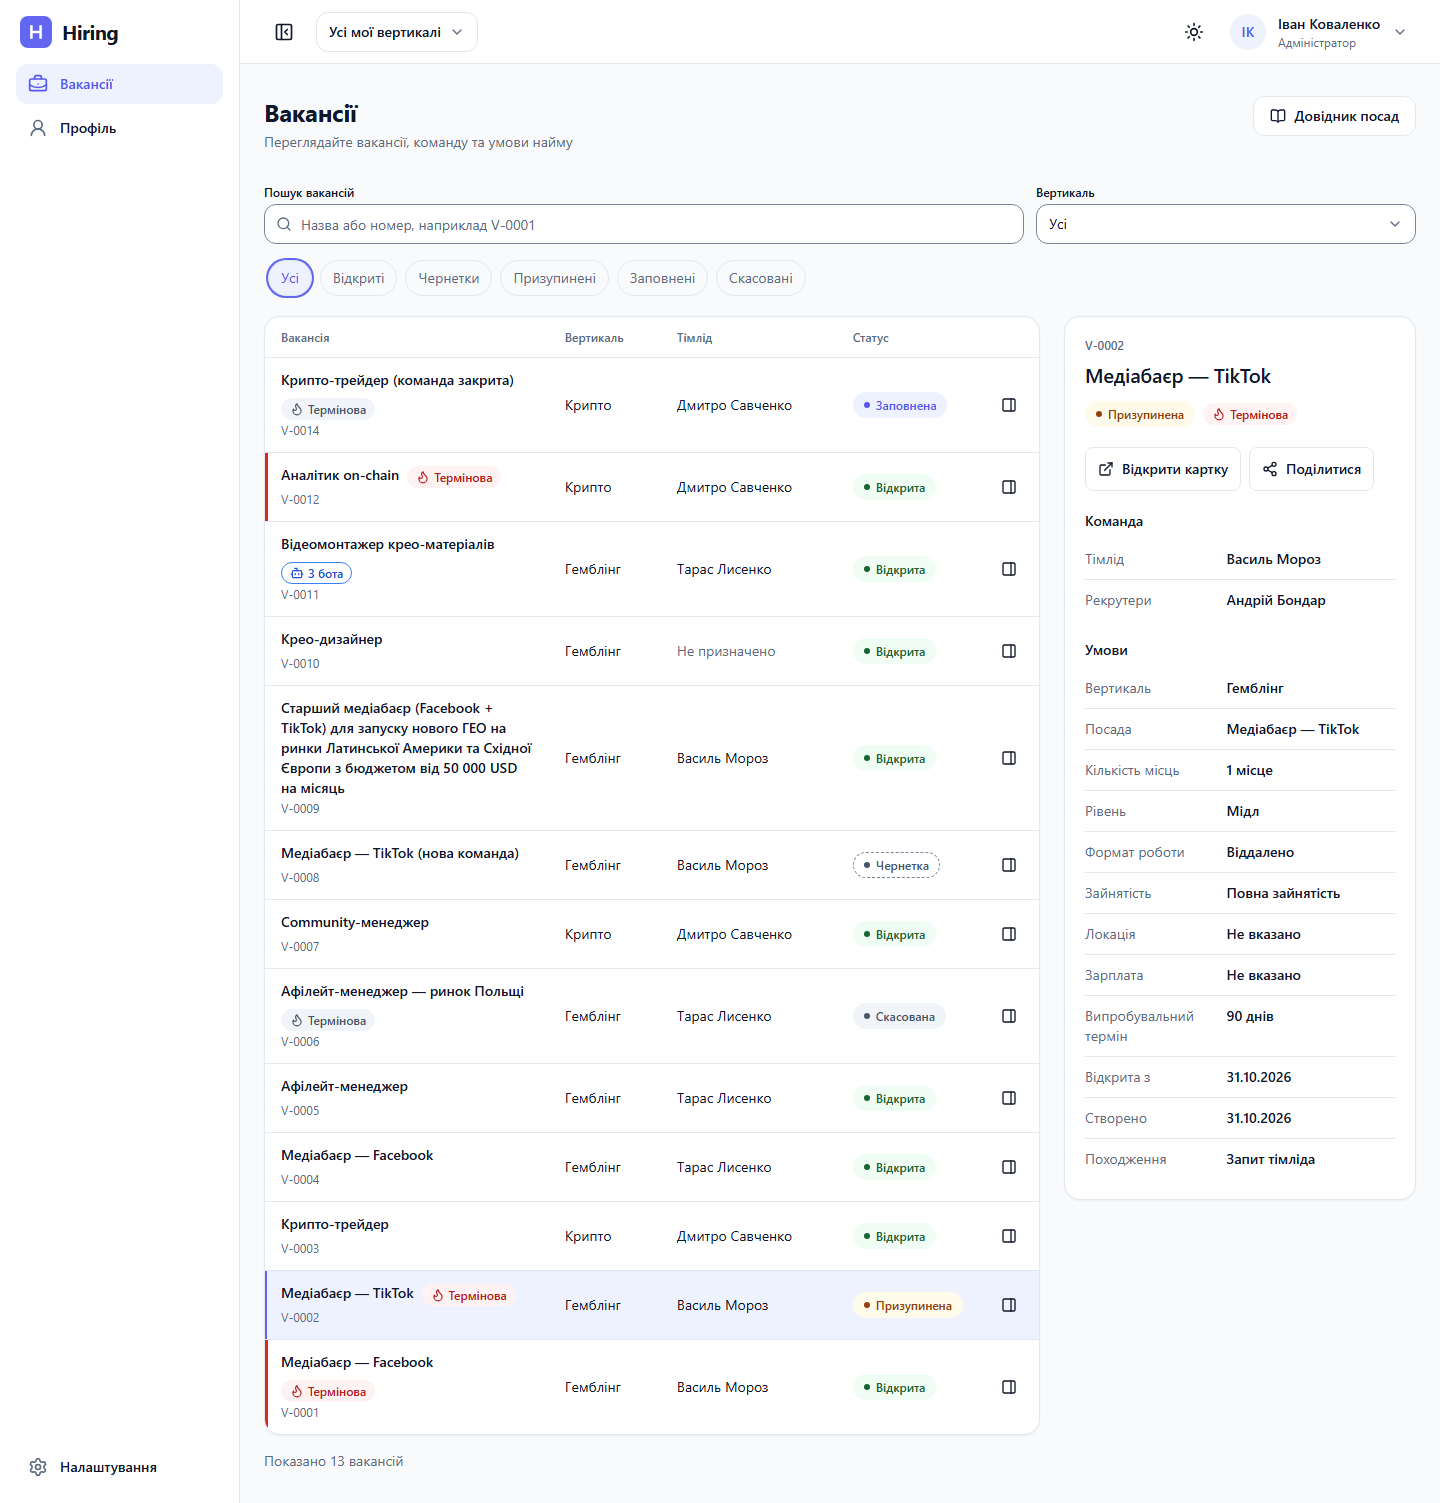 H Hiring
Вакансії
Профіль
Налаштування
Усі мої вертикалі
ІК
Іван Коваленко
Адміністратор
Вакансії
Переглядайте вакансії, команду та умови найму
Довідник посад
Пошук вакансій
Назва або номер, наприклад V-0001
Вертикаль
Усі
Усі Відкриті Чернетки Призупинені Заповнені Скасовані
Вакансія Вертикаль Тімлід Статус
Крипто-трейдер (команда закрита)
Термінова
V-0014
Крипто Дмитро Савченко Заповнена
Аналітик on-chain Термінова
V-0012
Крипто Дмитро Савченко Відкрита
Відеомонтажер крео-матеріалів
З бота
V-0011
Гемблінг Тарас Лисенко Відкрита
Крео-дизайнер
V-0010
Гемблінг Не призначено Відкрита
Старший медіабаєр (Facebook +
TikTok) для запуску нового ГЕО на
ринки Латинської Америки та Східної
Європи з бюджетом від 50 000 USD
на місяць
V-0009
Гемблінг Василь Мороз Відкрита
Медіабаєр — TikTok (нова команда)
V-0008
Гемблінг Василь Мороз Чернетка
Community-менеджер
V-0007
Крипто Дмитро Савченко Відкрита
Афілейт-менеджер — ринок Польщі
Термінова
V-0006
Гемблінг Тарас Лисенко Скасована
Афілейт-менеджер
V-0005
Гемблінг Тарас Лисенко Відкрита
Медіабаєр — Facebook
V-0004
Гемблінг Тарас Лисенко Відкрита
Крипто-трейдер
V-0003
Крипто Дмитро Савченко Відкрита
Медіабаєр — TikTok Термінова
V-0002
Гемблінг Василь Мороз Призупинена
Медіабаєр — Facebook
Термінова
V-0001
Гемблінг Василь Мороз Відкрита
Показано 13 вакансій
V-0002
Медіабаєр — TikTok
Призупинена Термінова
Відкрити картку Поділитися
Команда
Тімлід Василь Мороз
Рекрутери Андрій Бондар
Умови
Вертикаль Гемблінг
Посада Медіабаєр — TikTok
Кількість місць 1 місце
Рівень Мідл
Формат роботи Віддалено
Зайнятість Повна зайнятість
Локація Не вказано
Зарплата Не вказано
Випробувальний 90 днів
термін
Відкрита з 31.10.2026
Створено 31.10.2026
Походження Запит тімліда